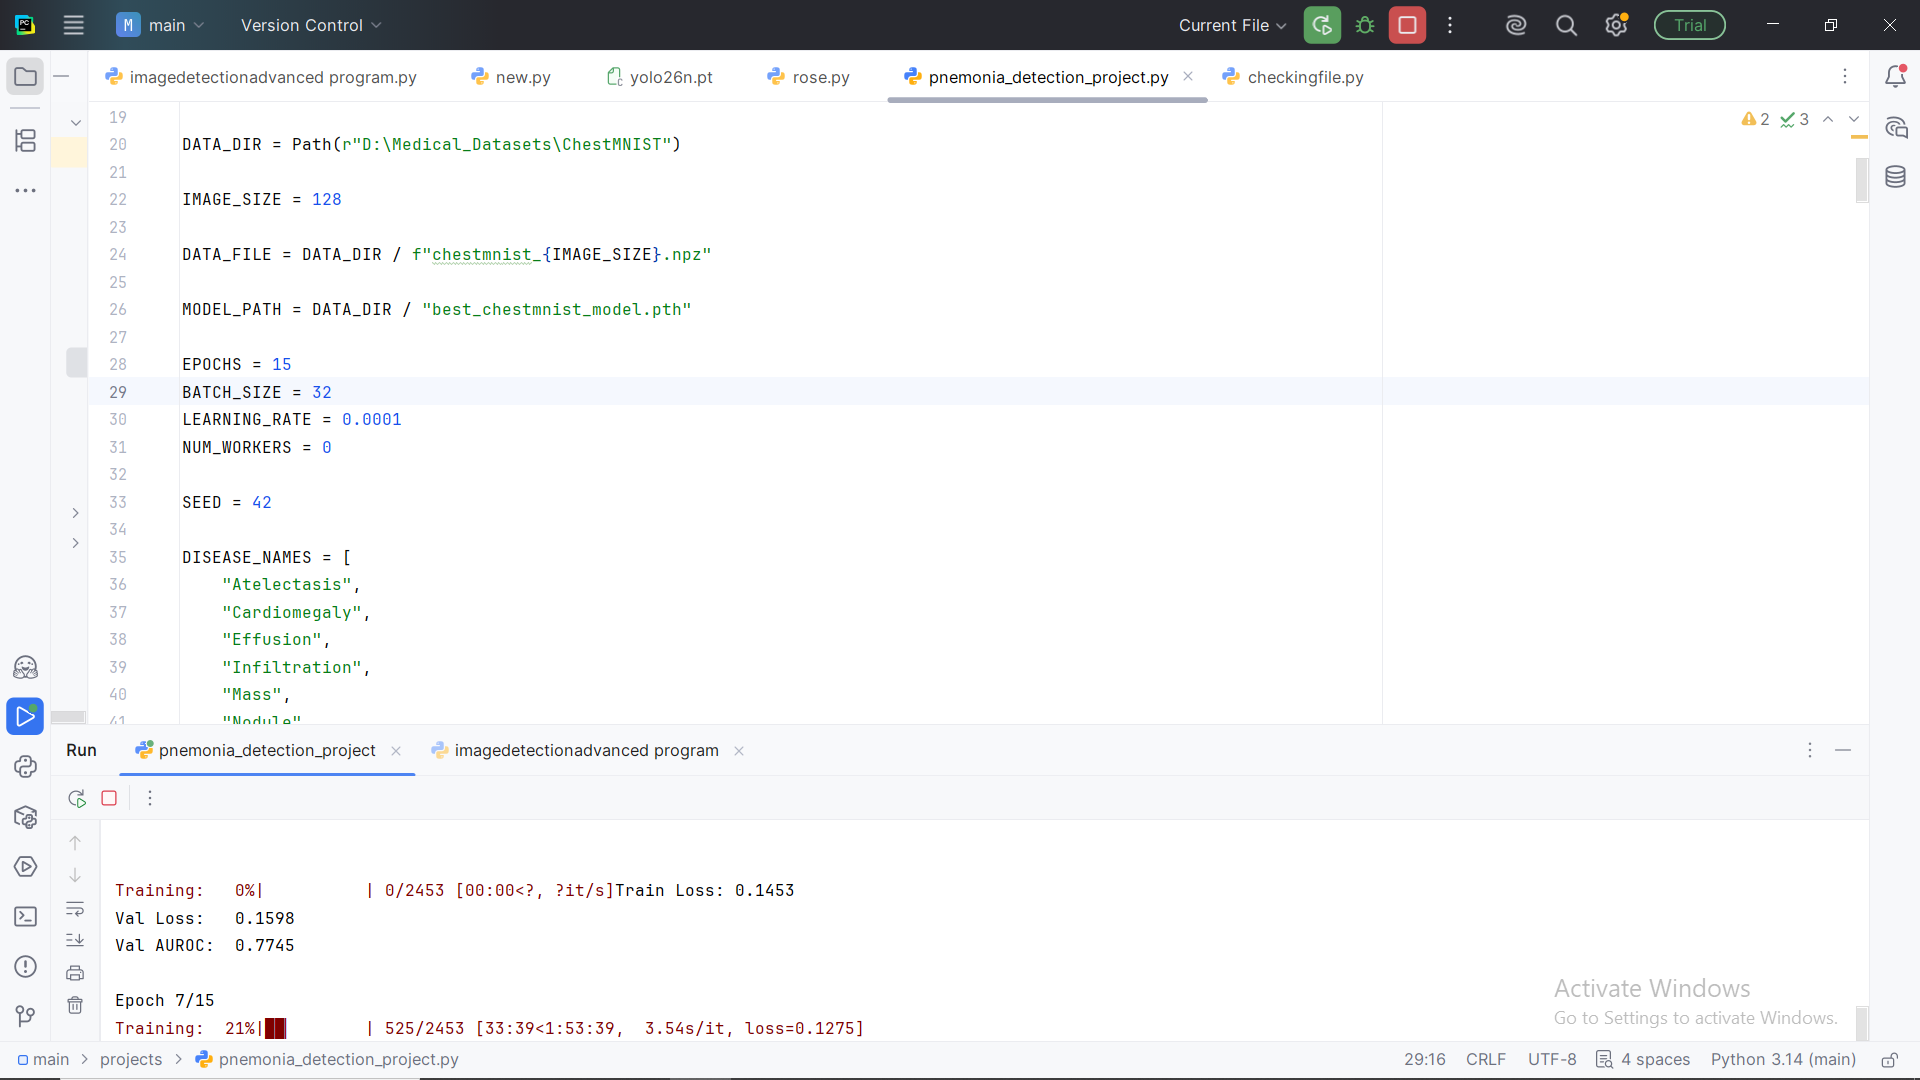 M main Version Control Current File Trial
imagedetectionadvanced program.py new.py yolo26n.pt rose.py pnemonia_detection_project.py checkingfile.py
2 3
19
20 DATA_DIR = Path(r"D:\Medical_Datasets\ChestMNIST")
21
22 IMAGE_SIZE = 128
23
24 DATA_FILE = DATA_DIR / f"chestmnist_{IMAGE_SIZE}.npz"
25
26 MODEL_PATH = DATA_DIR / "best_chestmnist_model.pth"
27
28 EPOCHS = 15
29 BATCH_SIZE = 32
30 LEARNING_RATE = 0.0001
31 NUM_WORKERS = 0
32
33 SEED = 42
34
35 DISEASE_NAMES = [
36 "Atelectasis",
37 "Cardiomegaly",
38 "Effusion",
39 "Infiltration",
40 "Mass",
41 "Nodule"
Run pnemonia_detection_project imagedetectionadvanced program
Training: 0%| | 0/2453 [00:00<?, ?it/s]Train Loss: 0.1453
Val Loss: 0.1598
Val AUROC: 0.7745
Epoch 7/15
Training: 21%|██ | 525/2453 [33:39<1:53:39, 3.54s/it, loss=0.1275]
Activate Windows
Go to Settings to activate Windows.
main > projects > pnemonia_detection_project.py 29:16 CRLF UTF-8 4 spaces Python 3.14 (main)